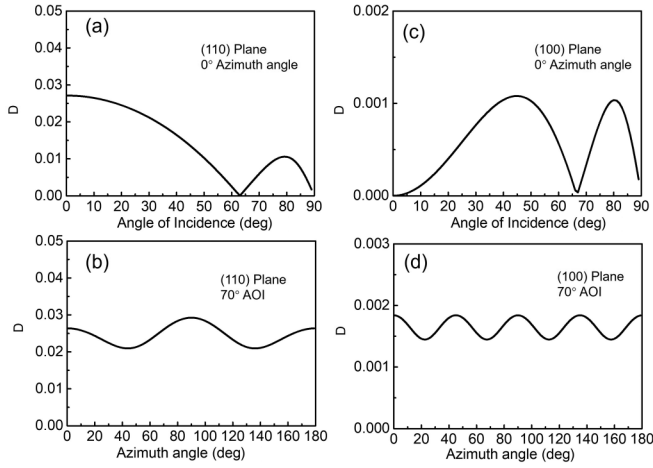 (a)
(110) Plane
0° Azimuth angle
D
0.05
0.04
0.03
0.02
0.01
0.00
0 10 20 30 40 50 60 70 80 90
Angle of Incidence (deg)
(c)
(100) Plane
0° Azimuth angle
D
0.002
0.001
0.000
0 10 20 30 40 50 60 70 80 90
Angle of Incidence (deg)
(b)
(110) Plane
70° AOI
D
0.05
0.04
0.03
0.02
0.01
0.00
0 20 40 60 80 100 120 140 160 180
Azimuth angle (deg)
(d)
(100) Plane
70° AOI
D
0.003
0.002
0.001
0.000
0 20 40 60 80 100 120 140 160 180
Azimuth angle (deg)